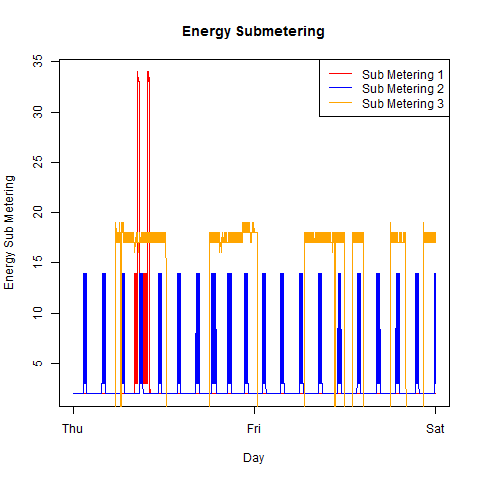 Energy Submetering
Sub Metering 1
Sub Metering 2
Sub Metering 3
35
30
25
20
15
10
5
Energy Sub Metering
Thu
Fri
Sat
Day